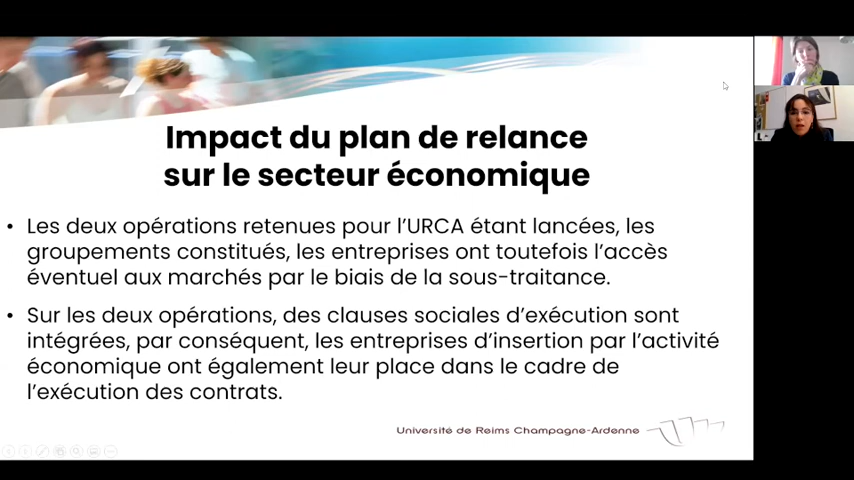 Impact du plan de relance
sur le secteur économique
• Les deux opérations retenues pour l'URCA étant lancées, les
groupements constitués, les entreprises ont toutefois l'accès
éventuel aux marchés par le biais de la sous-traitance.
• Sur les deux opérations, des clauses sociales d'exécution sont
intégrées, par conséquent, les entreprises d'insertion par l'activité
économique ont également leur place dans le cadre de
l'exécution des contrats.
Université de Reims Champagne-Ardenne